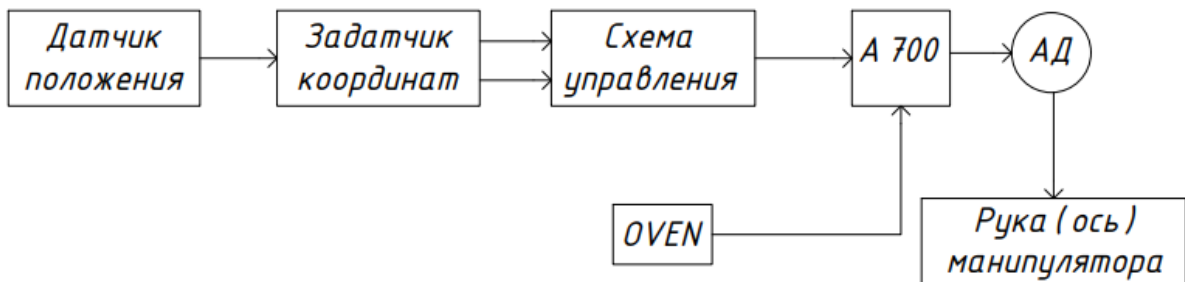 Датчик
положения
Задатчик
координат
Схема
управления
А 700
АД
OVEN
Рука (ось)
манипулятора